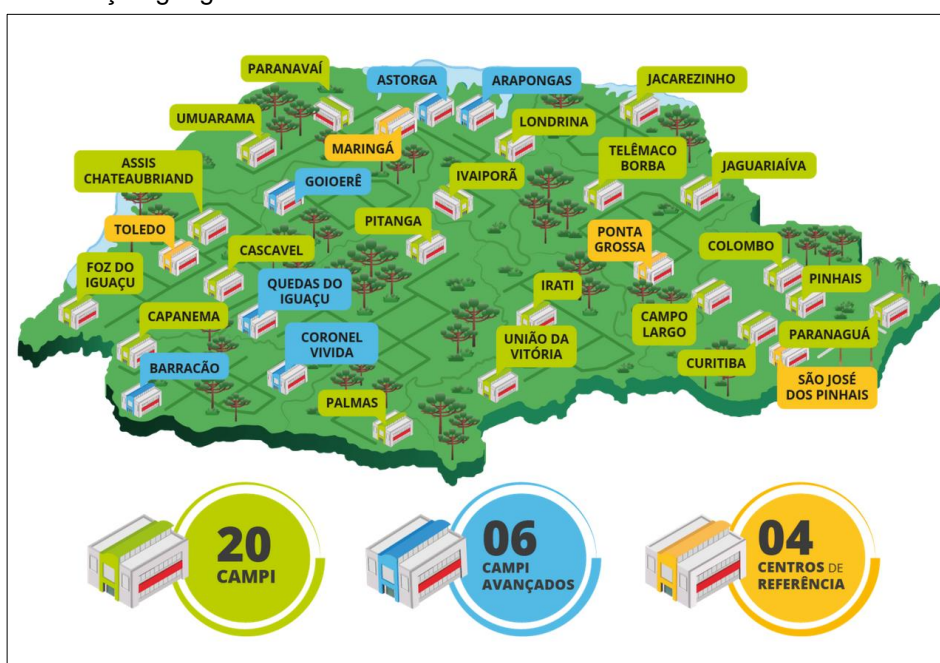 PARANAVAÍ
ASTORGA
ARAPONGAS
JACAREZINHO
UMUARAMA
MARINGÁ
LONDRINA
TELÊMACO
BORBA
JAGUARIAÍVA
ASSIS
CHATEAUBRIAND
GOIOERÊ
IVAIPORÃ
PITANGA
TOLEDO
CASCAVEL
PONTA
GROSSA
COLOMBO
FOZ DO
IGUAÇU
QUEDAS DO
IGUAÇU
IRATI
PINHAIS
CAPANEMA
CAMPO
LARGO
PARANAGUÁ
BARRACÃO
CORONEL
VIVIDA
UNIÃO DA
VITÓRIA
CURITIBA
SÃO JOSÉ
DOS PINHAIS
PALMAS
20
CAMPI
06
CAMPI
AVANÇADOS
04
CENTROS DE
REFERÊNCIA